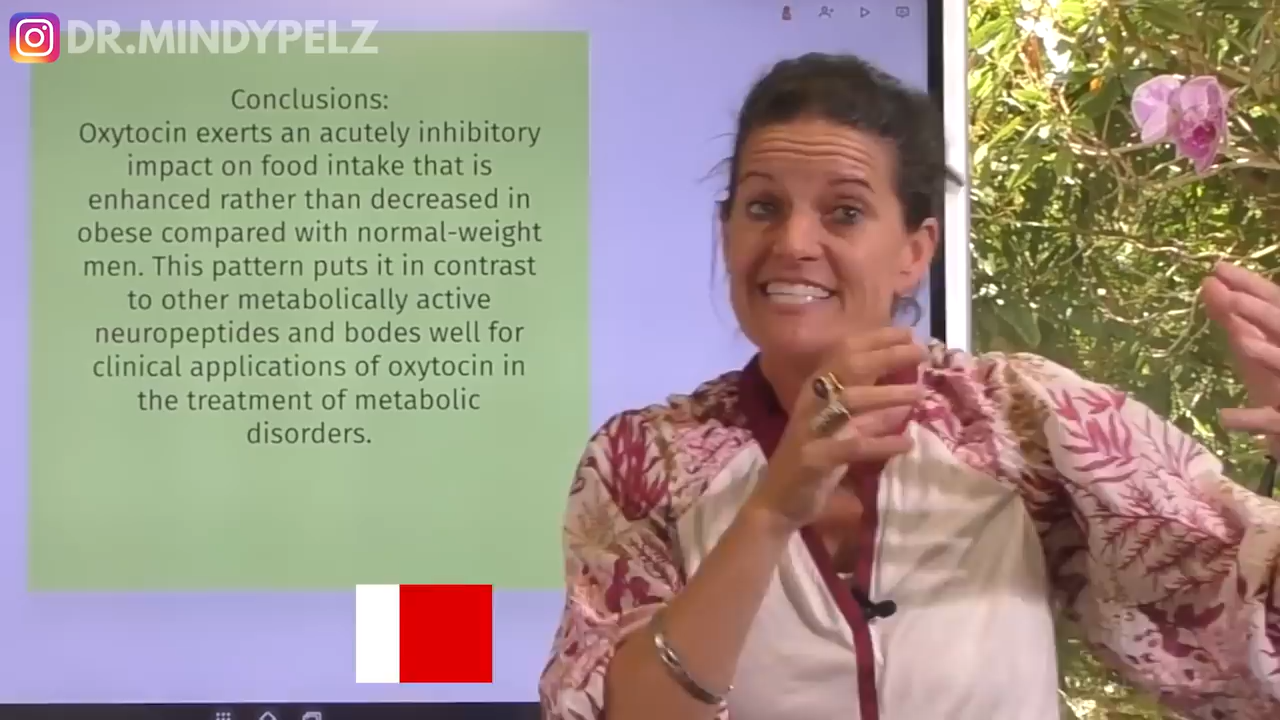 DR.MINDYPELZ
Conclusions:
Oxytocin exerts an acutely inhibitory
impact on food intake that is
enhanced rather than decreased in
obese compared with normal-weight
men. This pattern puts it in contrast
to other metabolically active
neuropeptides and bodes well for
clinical applications of oxytocin in
the treatment of metabolic
disorders.